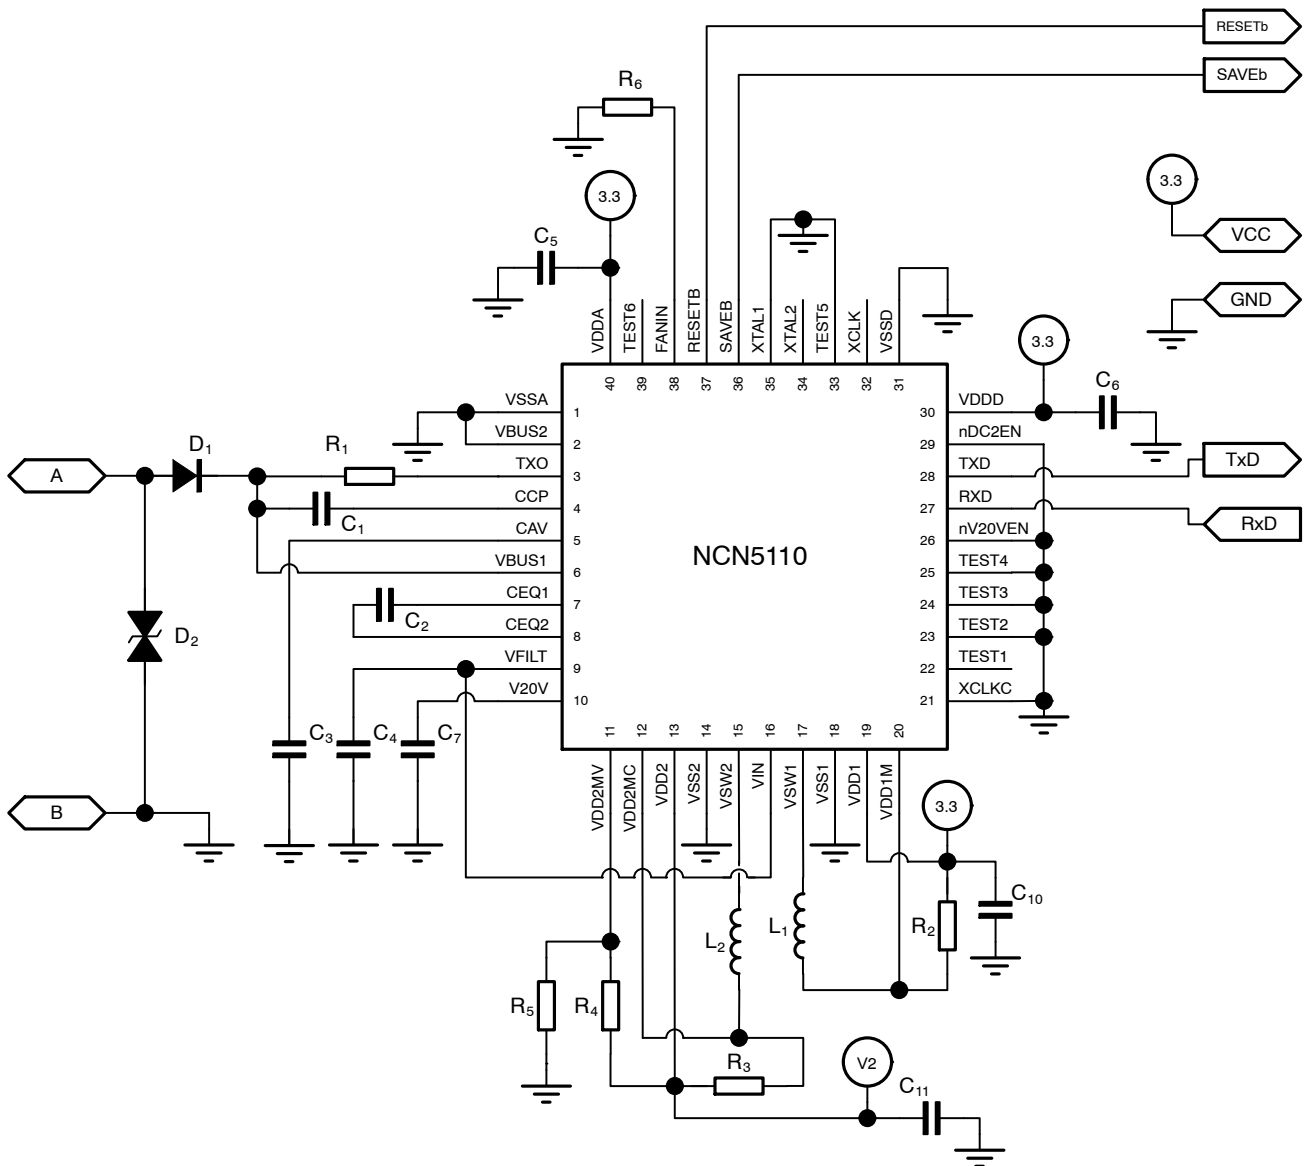 RESETb
SAVEb
R6
3.3
3.3
C5
VCC
GND
3.3
C6
VDDA
TEST6
FANIN
RESETB
SAVEB
XTAL1
XTAL2
TEST5
XCLK
VSSD
40
39
38
37
36
35
34
33
32
31
VSSA 1
VBUS2 2
TXO 3
CCP 4
CAV 5
VBUS1 6
CEQ1 7
CEQ2 8
VFILT 9
V20V 10
30 VDDD
29 nDC2EN
28 TXD
27 RXD
26 nV20VEN
25 TEST4
24 TEST3
23 TEST2
22 TEST1
21 XCLKC
TxD
RxD
NCN5110
A
D1
R1
C1
C2
D2
C3
C4
C7
B
11
12
13
14
15
16
17
18
19
20
VDD2MV
VDD2MC
VDD2
VSS2
VSW2
VIN
VSW1
VSS1
VDD1
VDD1M
3.3
L2
L1
R2
C10
R5
R4
R3
V2
C11